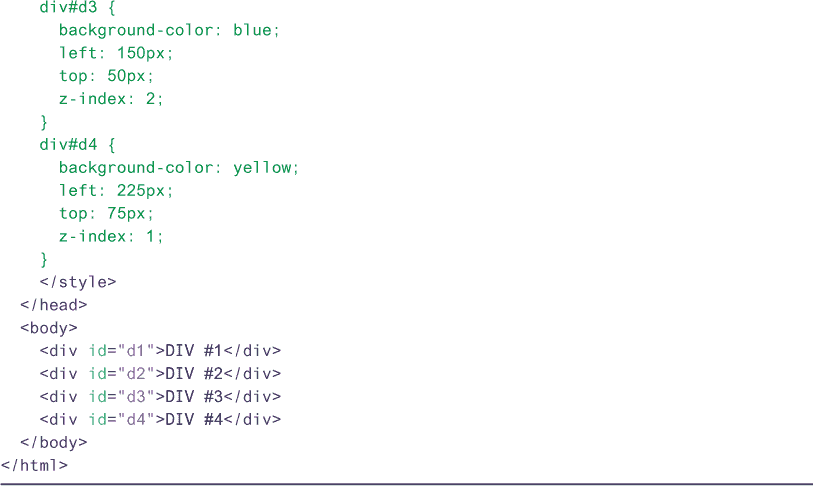 div#d3 {
      background-color: blue;
      left: 150px;
      top: 50px;
      z-index: 2;
    }
    div#d4 {
      background-color: yellow;
      left: 225px;
      top: 75px;
      z-index: 1;
    }
    </style>
  </head>
  <body>
    <div id="d1">DIV #1</div>
    <div id="d2">DIV #2</div>
    <div id="d3">DIV #3</div>
    <div id="d4">DIV #4</div>
  </body>
</html>